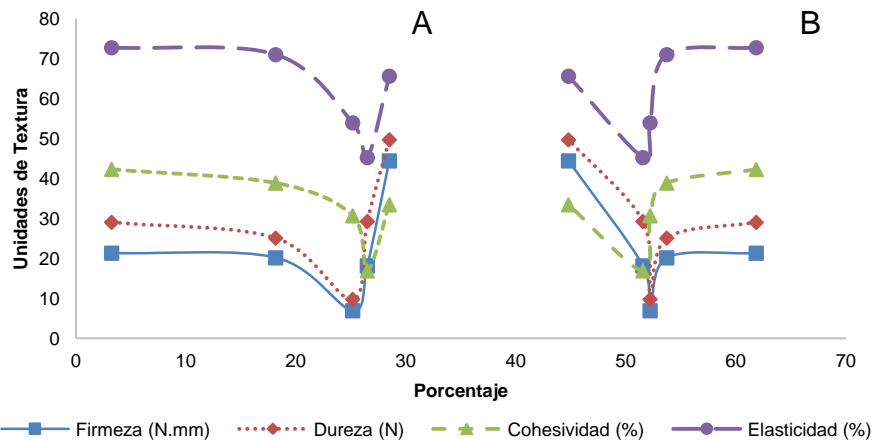 80
70
60
50
40
30
20
10
0
Unidades de Textura
A
B
0 10 20 30 40 50 60 70
Porcentaje
Firmeza (N.mm) Dureza (N) Cohesividad (%) Elasticidad (%)